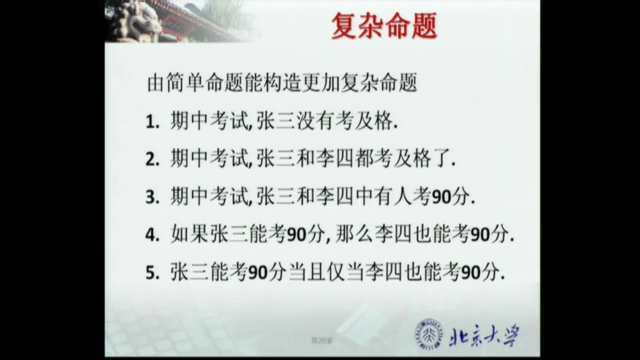 复杂命题
由简单命题能构造更加复杂命题
1. 期中考试, 张三没有考及格.
2. 期中考试, 张三和李四都考及格了.
3. 期中考试, 张三和李四中有人考90分.
4. 如果张三能考90分, 那么李四也能考90分.
5. 张三能考90分当且仅当李四也能考90分.
北京大学